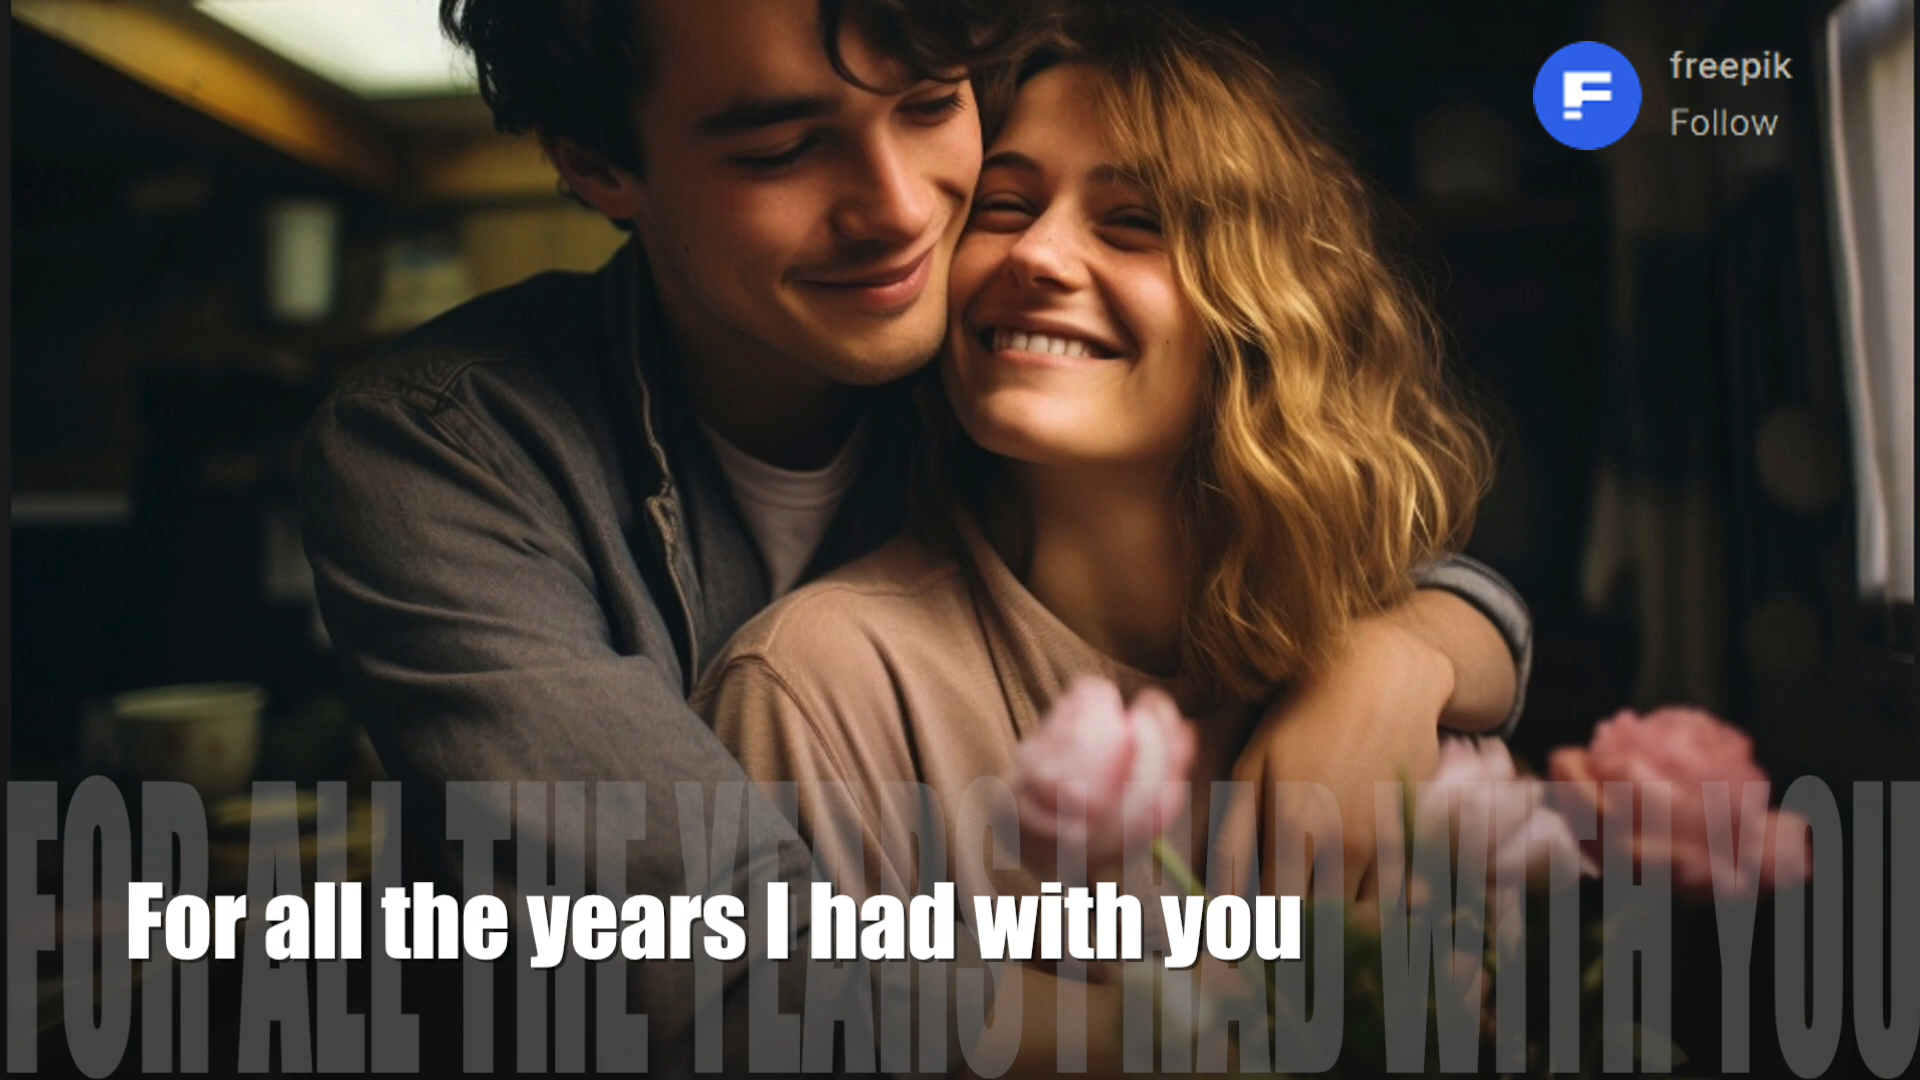 freepik
Follow
FOR ALL THE YEARS I HAD WITH YOU
For all the years I had with you